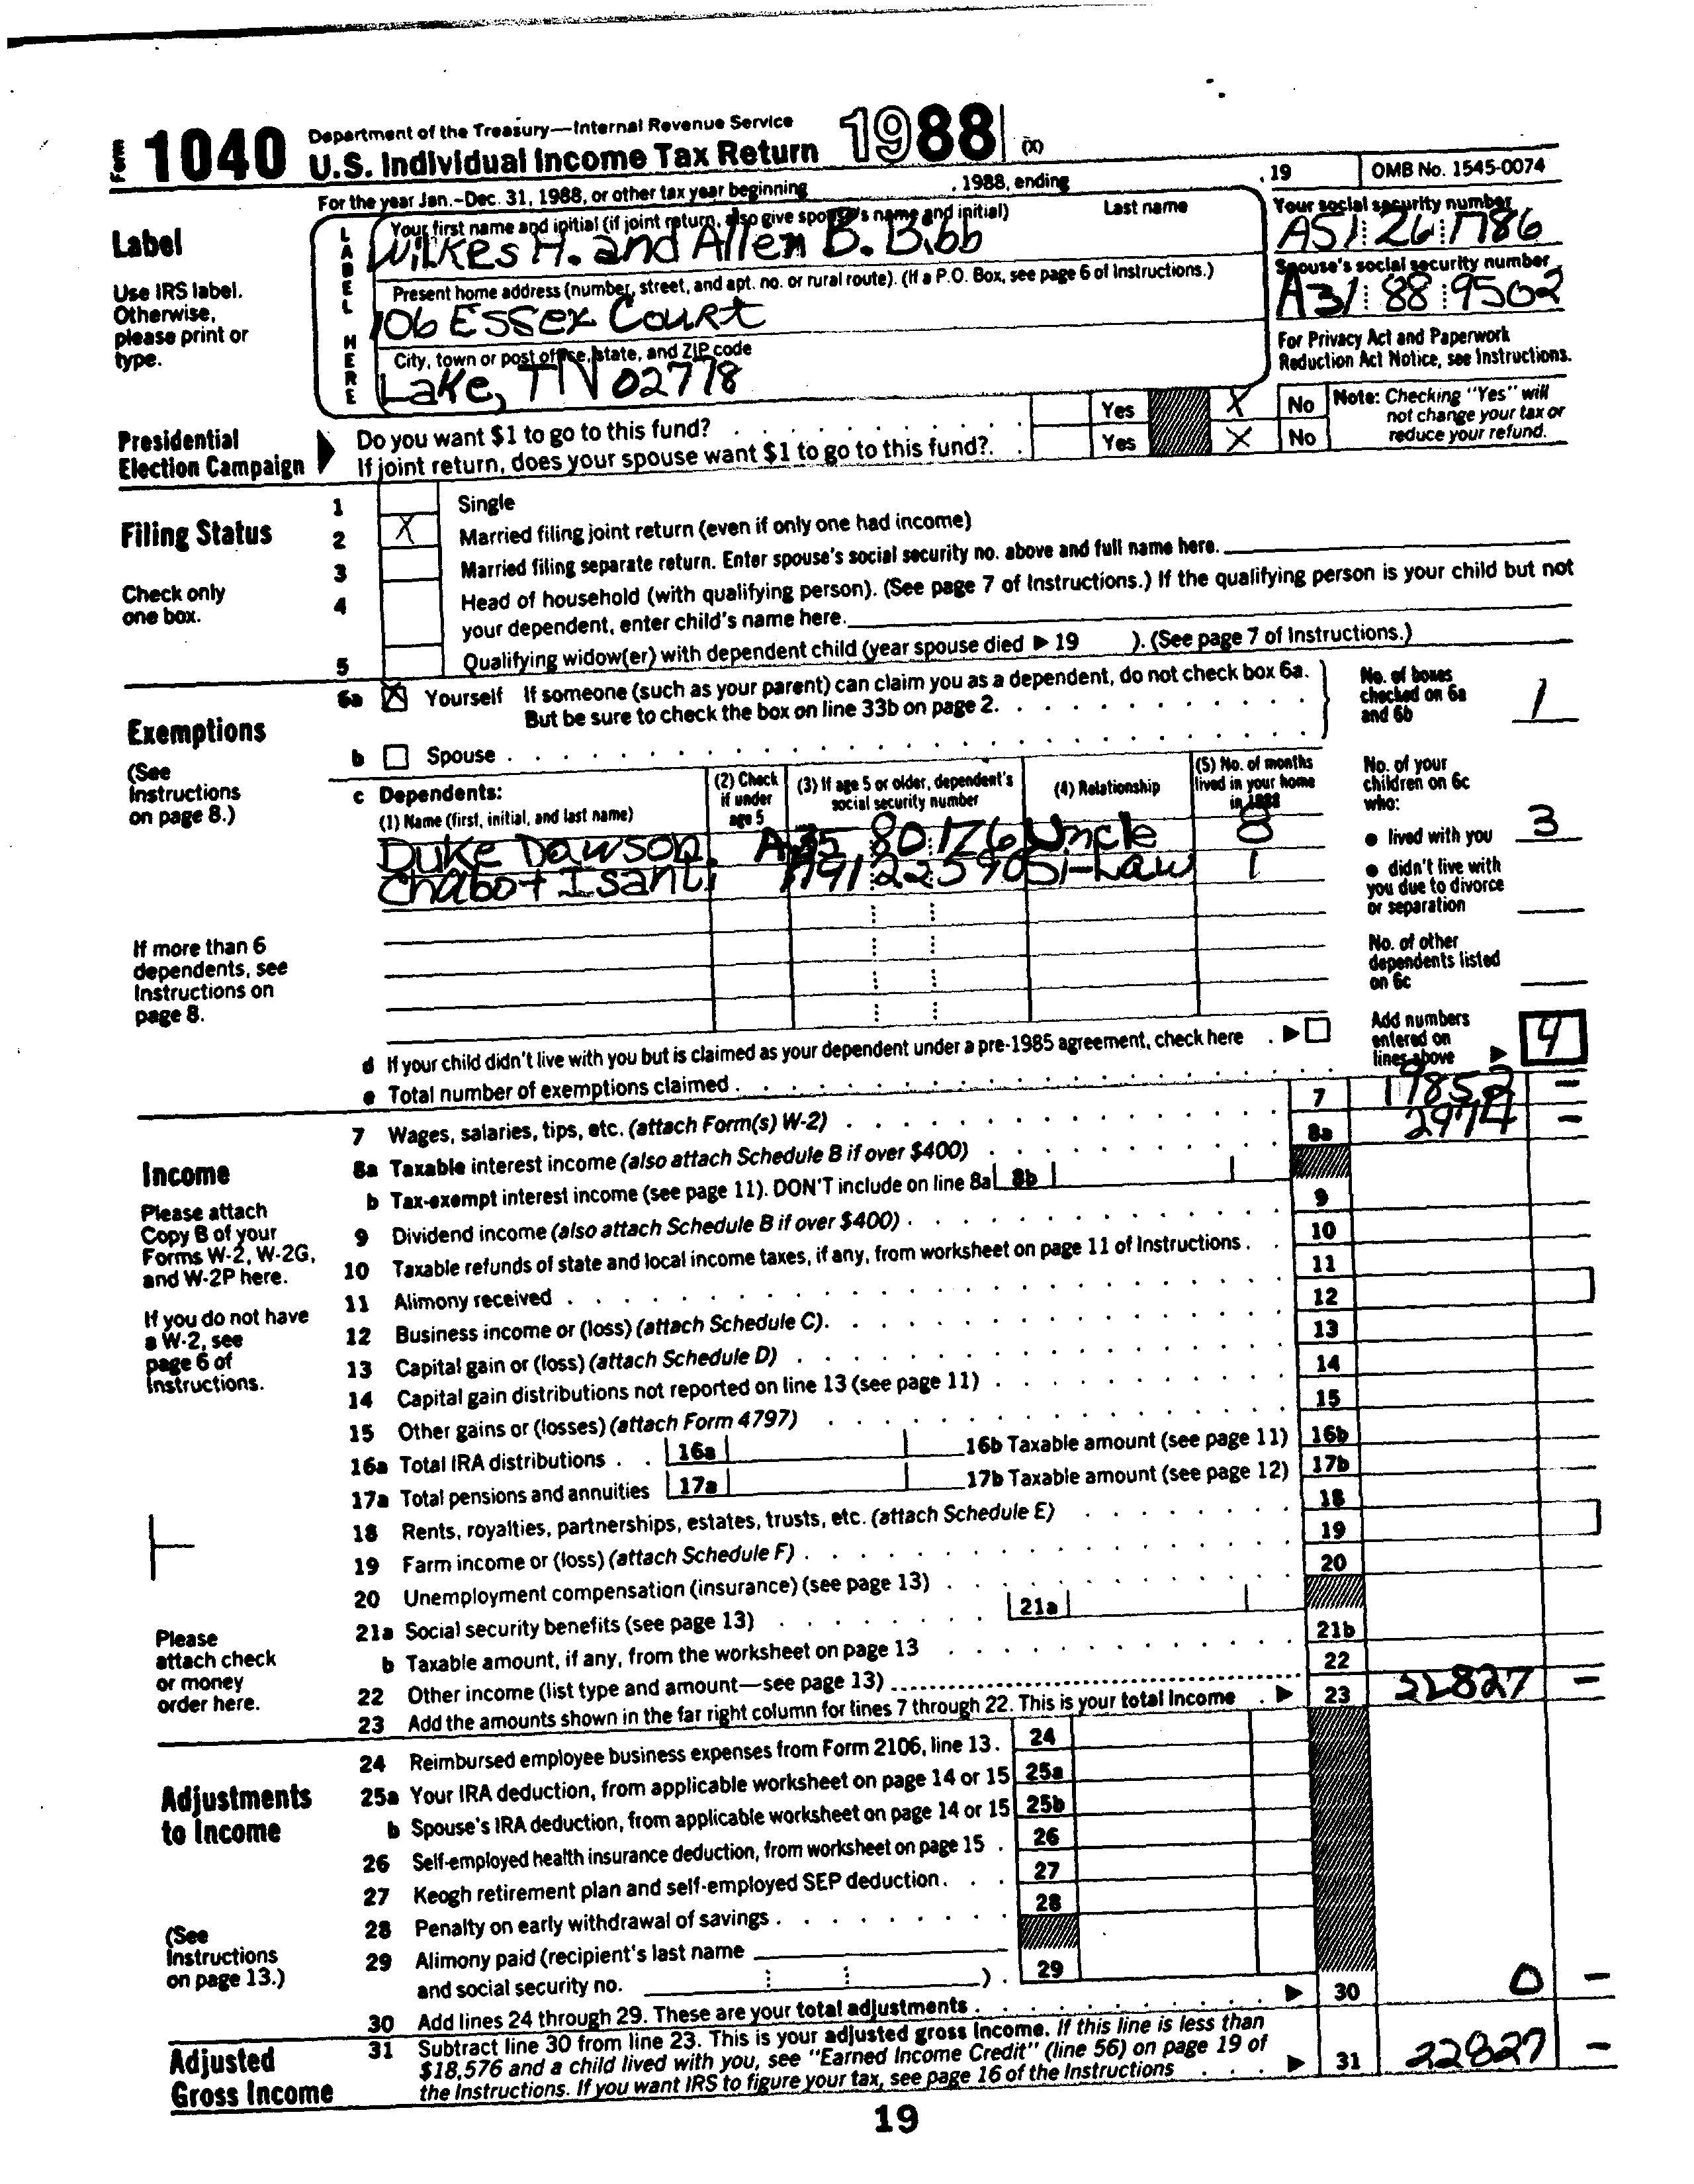 Form 1040 Department of the Treasury—Internal Revenue Service
U.S. Individual Income Tax Return 1988 (X)
For the year Jan.–Dec. 31, 1988, or other tax year beginning , 1988, ending , 19 OMB No. 1545-0074
Label
Use IRS label. Otherwise, please print or type.
LABEL HERE
Your first name and initial (if joint return, also give spouse's name and initial) Last name
Wilkes H. and Allen B. Bibb
Your social security number
A51 26 1786
Present home address (number, street, and apt. no. or rural route). (If a P.O. Box, see page 6 of Instructions.)
106 Essex Court
Spouse's social security number
A31 88 9502
City, town or post office, state, and ZIP code
Lake, TN 02778
For Privacy Act and Paperwork Reduction Act Notice, see Instructions.
Presidential Election Campaign
Do you want $1 to go to this fund? Yes X No
If joint return, does your spouse want $1 to go to this fund? Yes X No
Note: Checking "Yes" will not change your tax or reduce your refund.
Filing Status
Check only one box.
1 Single
2 X Married filing joint return (even if only one had income)
3 Married filing separate return. Enter spouse's social security no. above and full name here.
4 Head of household (with qualifying person). (See page 7 of Instructions.) If the qualifying person is your child but not
your dependent, enter child's name here.
5 Qualifying widow(er) with dependent child (year spouse died ▶ 19 ). (See page 7 of Instructions.)
Exemptions
(See Instructions on page 8.)
6a X Yourself If someone (such as your parent) can claim you as a dependent, do not check box 6a.
But be sure to check the box on line 33b on page 2.
b Spouse
No. of boxes checked on 6a and 6b 1
c Dependents:
(1) Name (first, initial, and last name)
(2) Check if under age 5
(3) If age 5 or older, dependent's social security number
(4) Relationship
(5) No. of months lived in your home in 1988
Duke Dawson A35 80 176 Uncle 8
Chabot Isanti 1 
If more than 6 dependents, see Instructions on page 8.
No. of your children on 6c who:
● lived with you 3
● didn't live with you due to divorce or separation
No. of other dependents listed on 6c
d If your child didn't live with you but is claimed as your dependent under a pre-1985 agreement, check here ▶
e Total number of exemptions claimed
Add numbers entered on lines above ▶ 4
Income
Please attach Copy B of your Forms W-2, W-2G, and W-2P here.
If you do not have a W-2, see page 6 of Instructions.
Please attach check or money order here.
7 Wages, salaries, tips, etc. (attach Form(s) W-2) 7 19852 –
8a Taxable interest income (also attach Schedule B if over $400) 8a 2974 –
b Tax-exempt interest income (see page 11). DON'T include on line 8a 8b
9 Dividend income (also attach Schedule B if over $400) 9
10 Taxable refunds of state and local income taxes, if any, from worksheet on page 11 of Instructions 10
11 Alimony received 11
12 Business income or (loss) (attach Schedule C) 12
13 Capital gain or (loss) (attach Schedule D) 13
14 Capital gain distributions not reported on line 13 (see page 11) 14
15 Other gains or (losses) (attach Form 4797) 15
16a Total IRA distributions 16a 16b Taxable amount (see page 11) 16b
17a Total pensions and annuities 17a 17b Taxable amount (see page 12) 17b
18 Rents, royalties, partnerships, estates, trusts, etc. (attach Schedule E) 18
19 Farm income or (loss) (attach Schedule F) 19
20 Unemployment compensation (insurance) (see page 13) 20
21a Social security benefits (see page 13) 21a
b Taxable amount, if any, from the worksheet on page 13 21b
22 Other income (list type and amount—see page 13) 22
23 Add the amounts shown in the far right column for lines 7 through 22. This is your total income ▶ 23 22827 –
Adjustments to Income
(See Instructions on page 13.)
24 Reimbursed employee business expenses from Form 2106, line 13. 24
25a Your IRA deduction, from applicable worksheet on page 14 or 15 25a
b Spouse's IRA deduction, from applicable worksheet on page 14 or 15 25b
26 Self-employed health insurance deduction, from worksheet on page 15 26
27 Keogh retirement plan and self-employed SEP deduction 27
28 Penalty on early withdrawal of savings 28
29 Alimony paid (recipient's last name
and social security no. ) 29
30 Add lines 24 through 29. These are your total adjustments ▶ 30 0 –
Adjusted Gross Income
31 Subtract line 30 from line 23. This is your adjusted gross income. If this line is less than
$18,576 and a child lived with you, see "Earned Income Credit" (line 56) on page 19 of
the Instructions. If you want IRS to figure your tax, see page 16 of the Instructions ▶ 31 22827 –
19